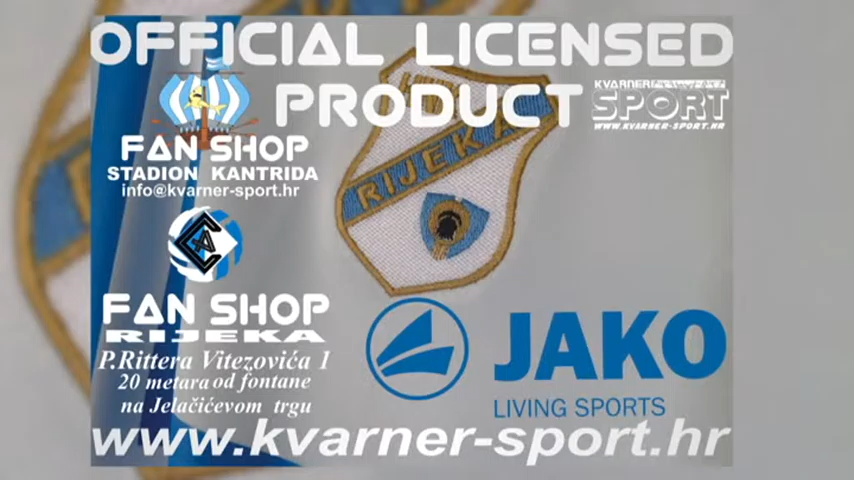 OFFICIAL LICENSED
PRODUCT
KVARNER
SPORT
WWW.KVARNER-SPORT.HR
FAN SHOP
STADION KANTRIDA
info@kvarner-sport.hr
RIJEKA
FAN SHOP
RIJEKA
P.Rittera Vitezovića 1
20 metara od fontane
na Jelačićevom trgu
JAKO
LIVING SPORTS
www.kvarner-sport.hr